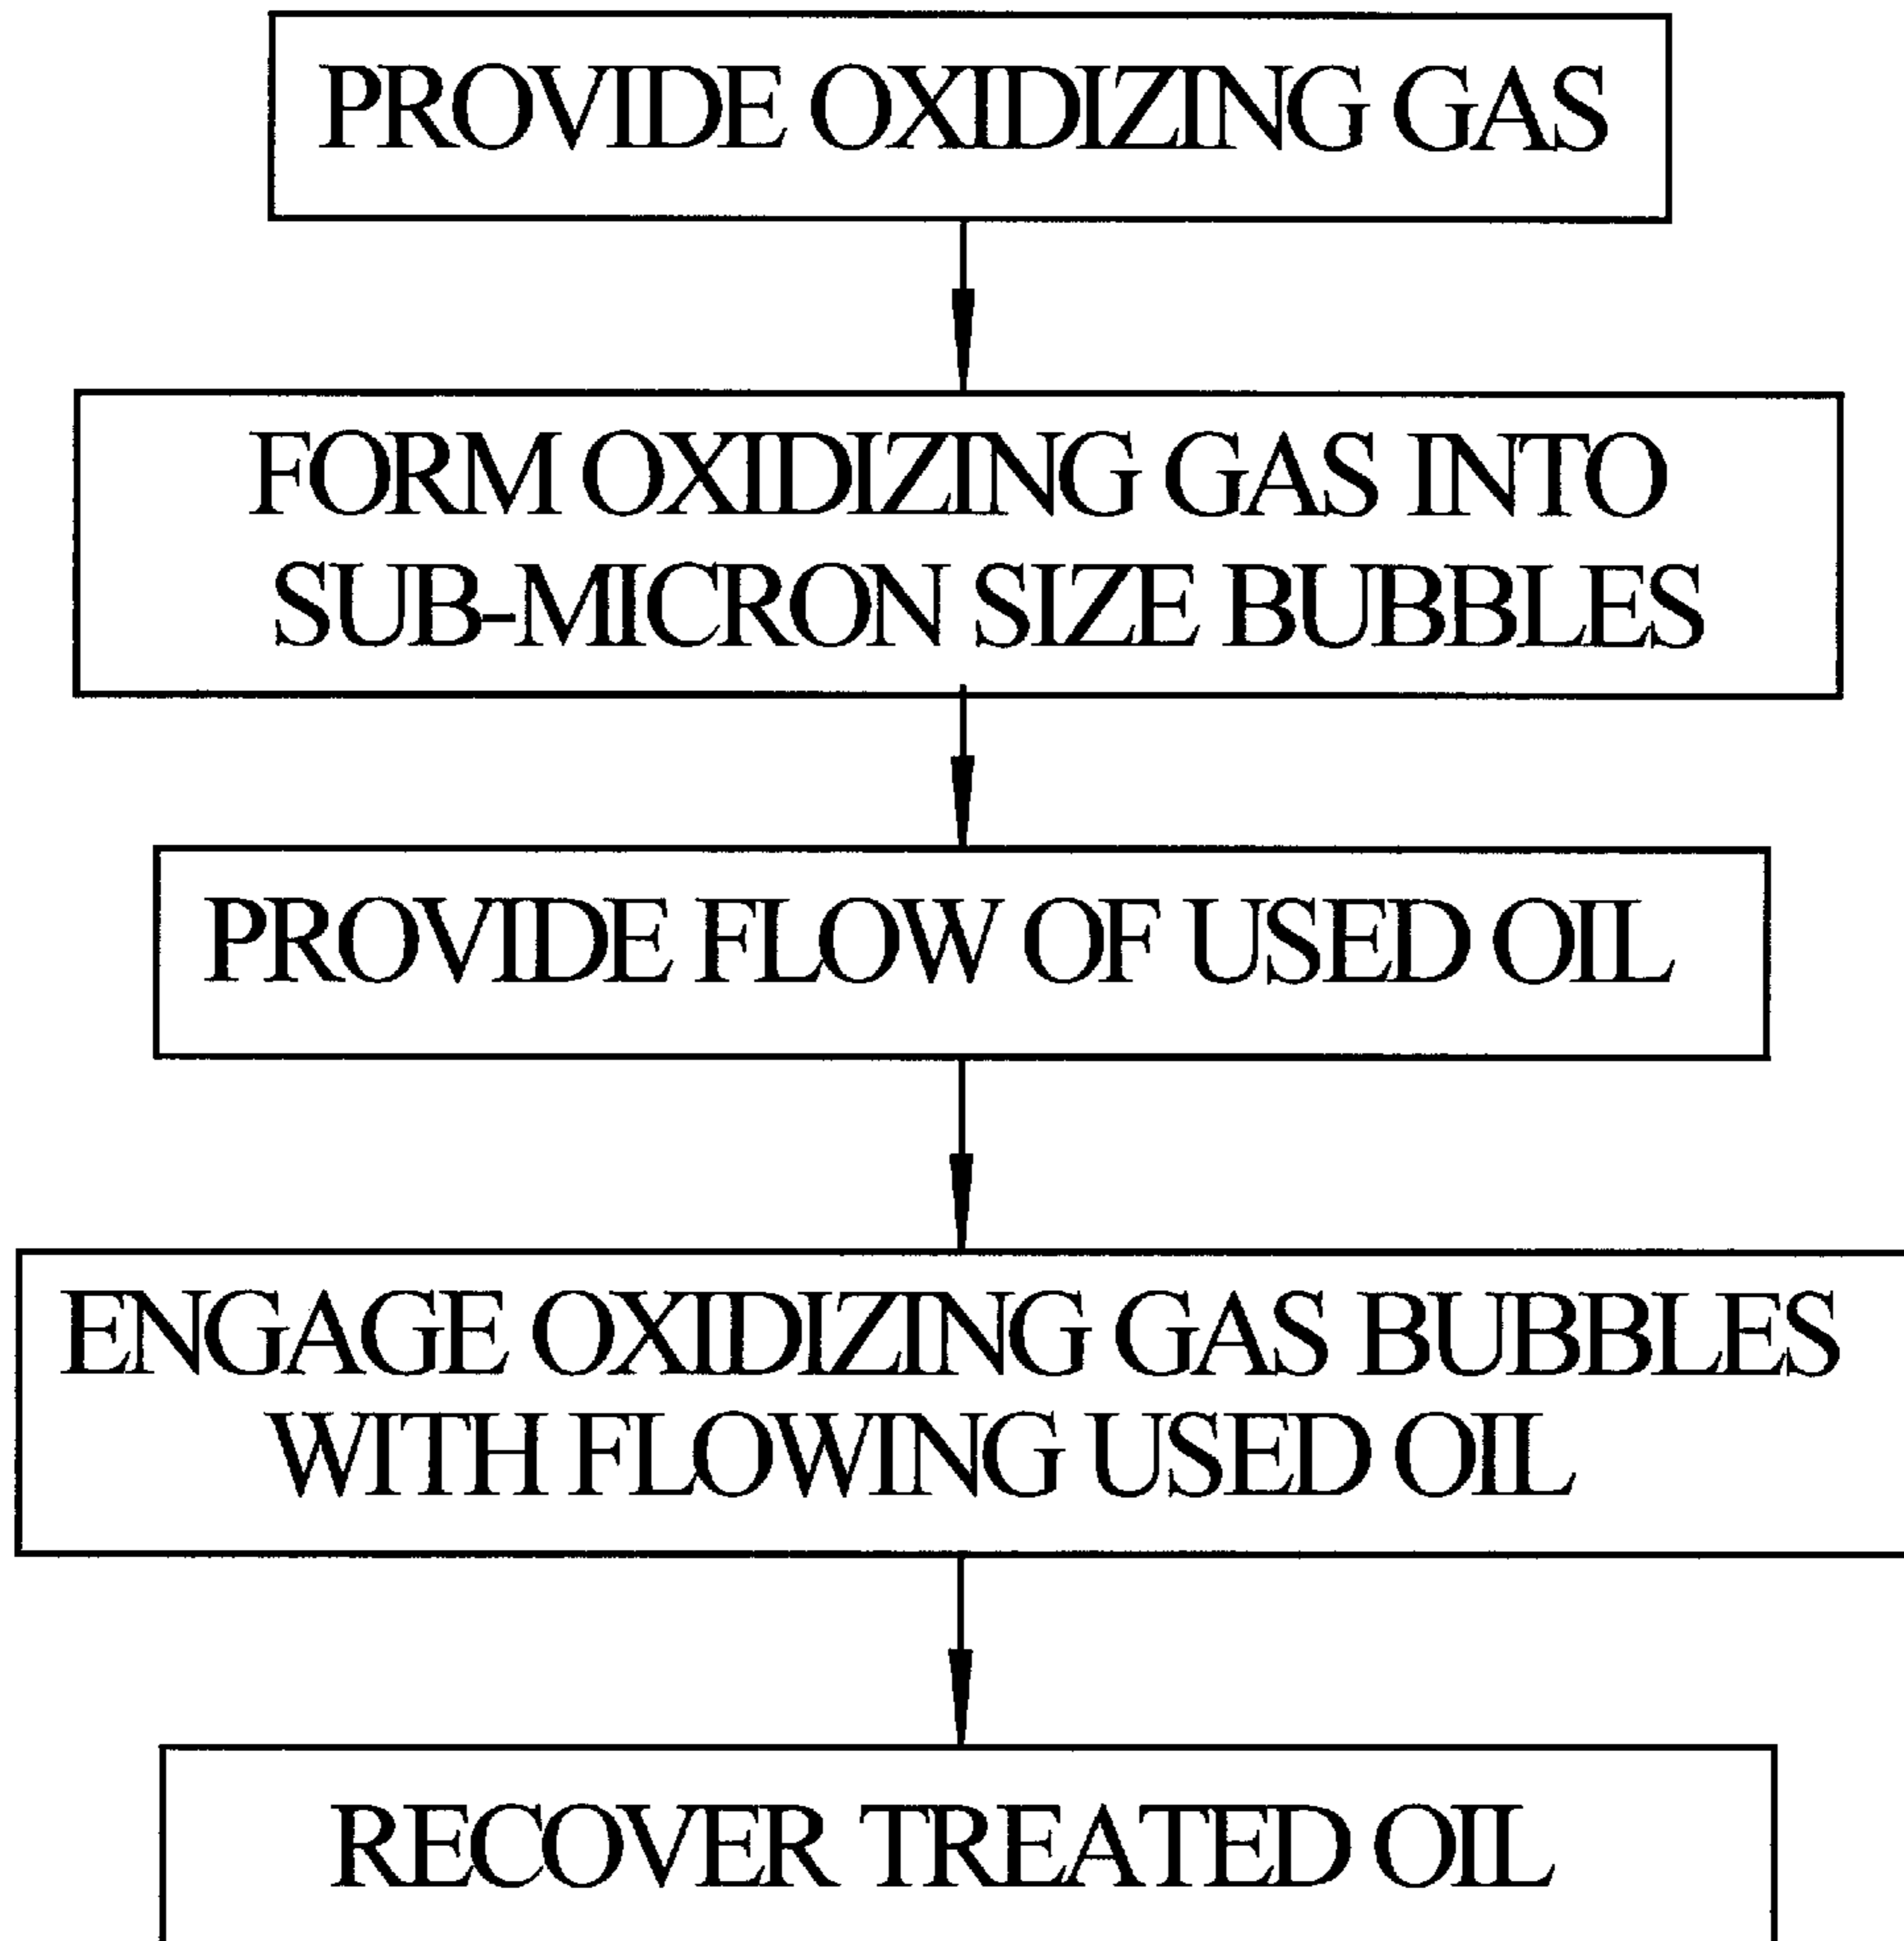 PROVIDE OXIDIZING GAS
FORM OXIDIZING GAS INTO
SUB-MICRON SIZE BUBBLES
PROVIDE FLOW OF USED OIL
ENGAGE OXIDIZING GAS BUBBLES
WITH FLOWING USED OIL
RECOVER TREATED OIL